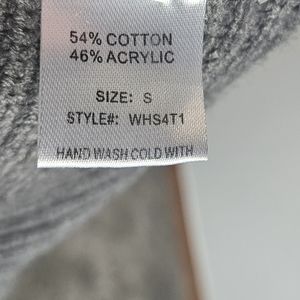 54% COTTON
46% ACRYLIC
SIZE: S
STYLE#: WHS4T1
HAND WASH COLD WITH